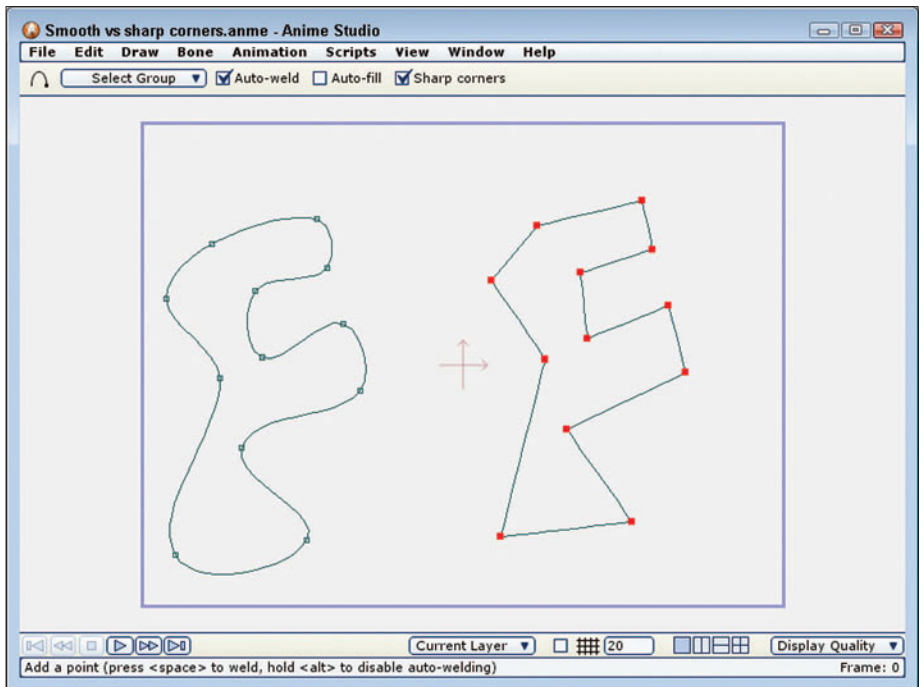 Smooth vs sharp corners.anme - Anime Studio
File Edit Draw Bone Animation Scripts View Window Help
Select Group Auto-weld Auto-fill Sharp corners
Current Layer 20 Display Quality
Add a point (press <space> to weld, hold <alt> to disable auto-welding) Frame: 0